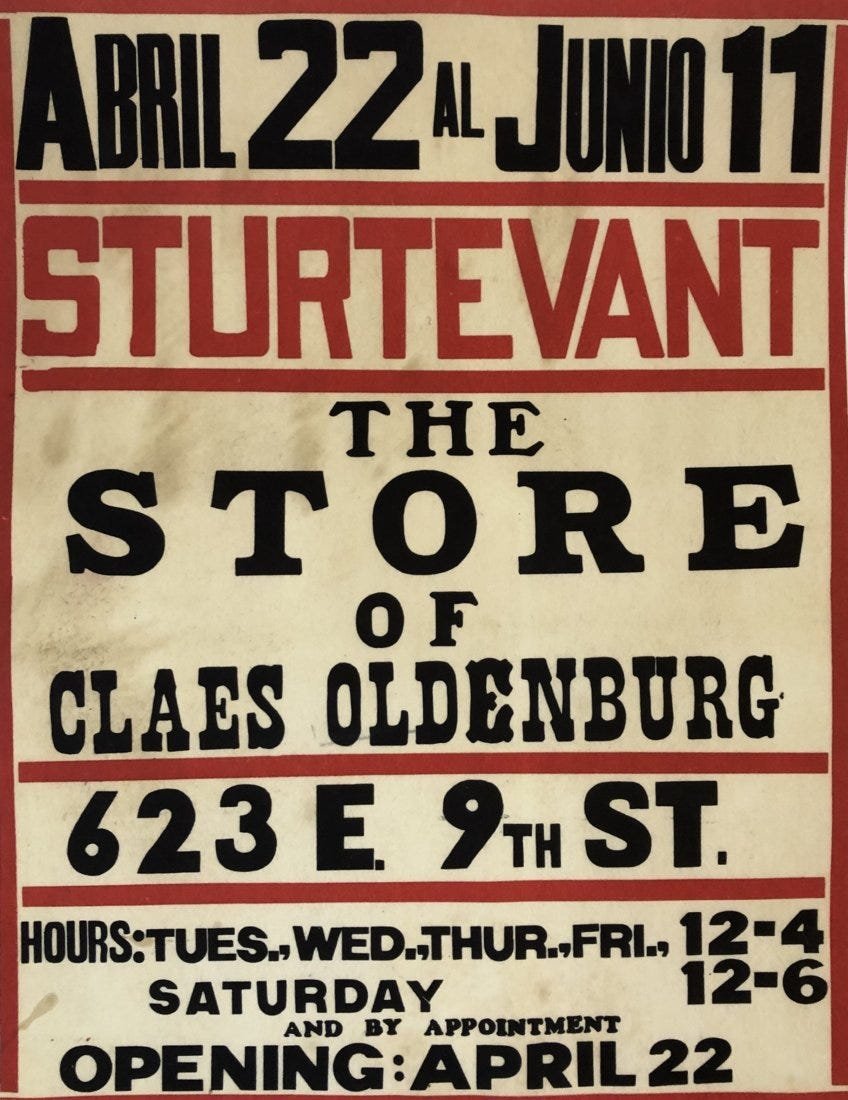 ABRIL 22 AL JUNIO 11
STURTEVANT
THE
STORE
OF
CLAES OLDENBURG
623 E. 9TH ST.
HOURS: TUES., WED., THUR., FRI., 12-4
SATURDAY 12-6
AND BY APPOINTMENT
OPENING: APRIL 22